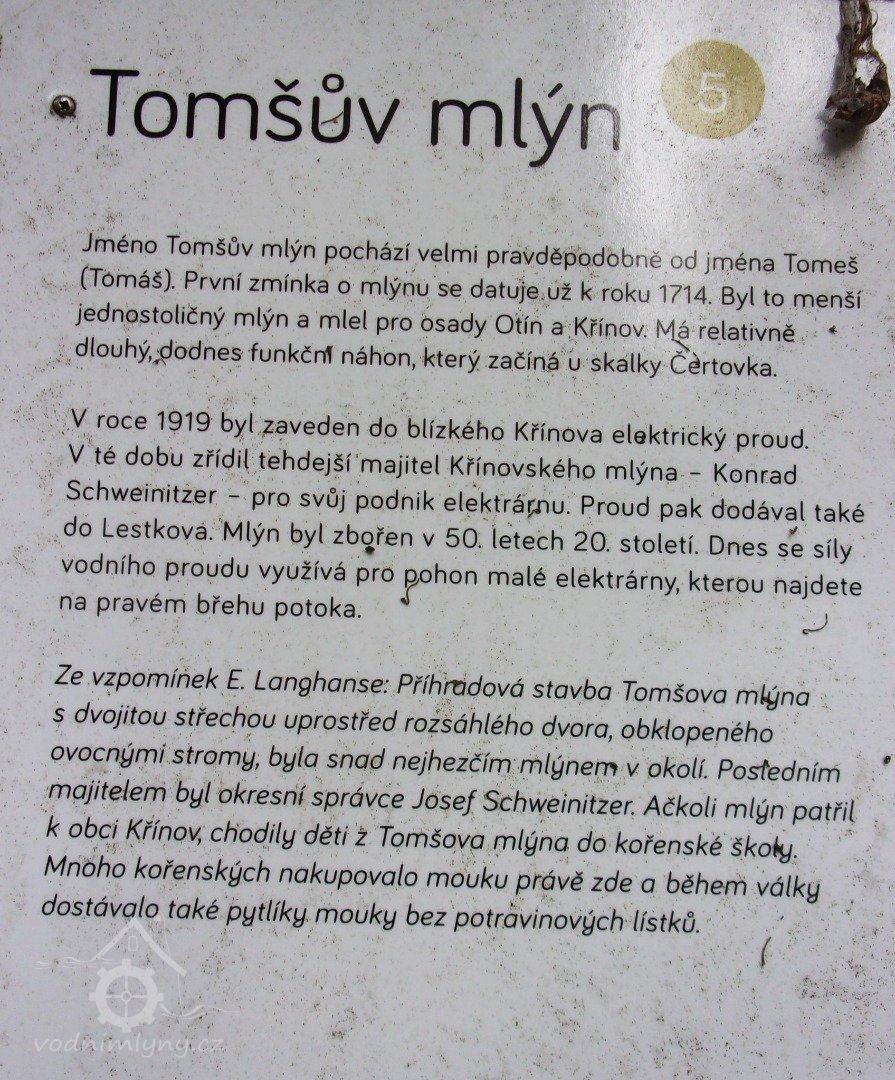 Tomšův mlýn
5
Jméno Tomšův mlýn pochází velmi pravděpodobně od jména Tomeš
(Tomáš). První zmínka o mlýnu se datuje už k roku 1714. Byl to menší
jednostoličný mlýn a mlel pro osady Otín a Křínov. Má relativně
dlouhý, dodnes funkční náhon, který začíná u skalky Čertovka.
V roce 1919 byl zaveden do blízkého Křínova elektrický proud.
V té dobu zřídil tehdejší majitel Křínovského mlýna – Konrad
Schweinitzer – pro svůj podnik elektrárnu. Proud pak dodával také
do Lestkova. Mlýn byl zbořen v 50. letech 20. století. Dnes se síly
vodního proudu využívá pro pohon malé elektrárny, kterou najdete
na pravém břehu potoka.
Ze vzpomínek E. Langhanse: Příhradová stavba Tomšova mlýna
s dvojitou střechou uprostřed rozsáhlého dvora, obklopeného
ovocnými stromy, byla snad nejhezčím mlýnem v okolí. Posledním
majitelem byl okresní správce Josef Schweinitzer. Ačkoli mlýn patřil
k obci Křínov, chodily děti z Tomšova mlýna do kořenské školy.
Mnoho kořenských nakupovalo mouku právě zde a během války
dostávalo také pytlíky mouky bez potravinových lístků.
vodnimlyny.cz